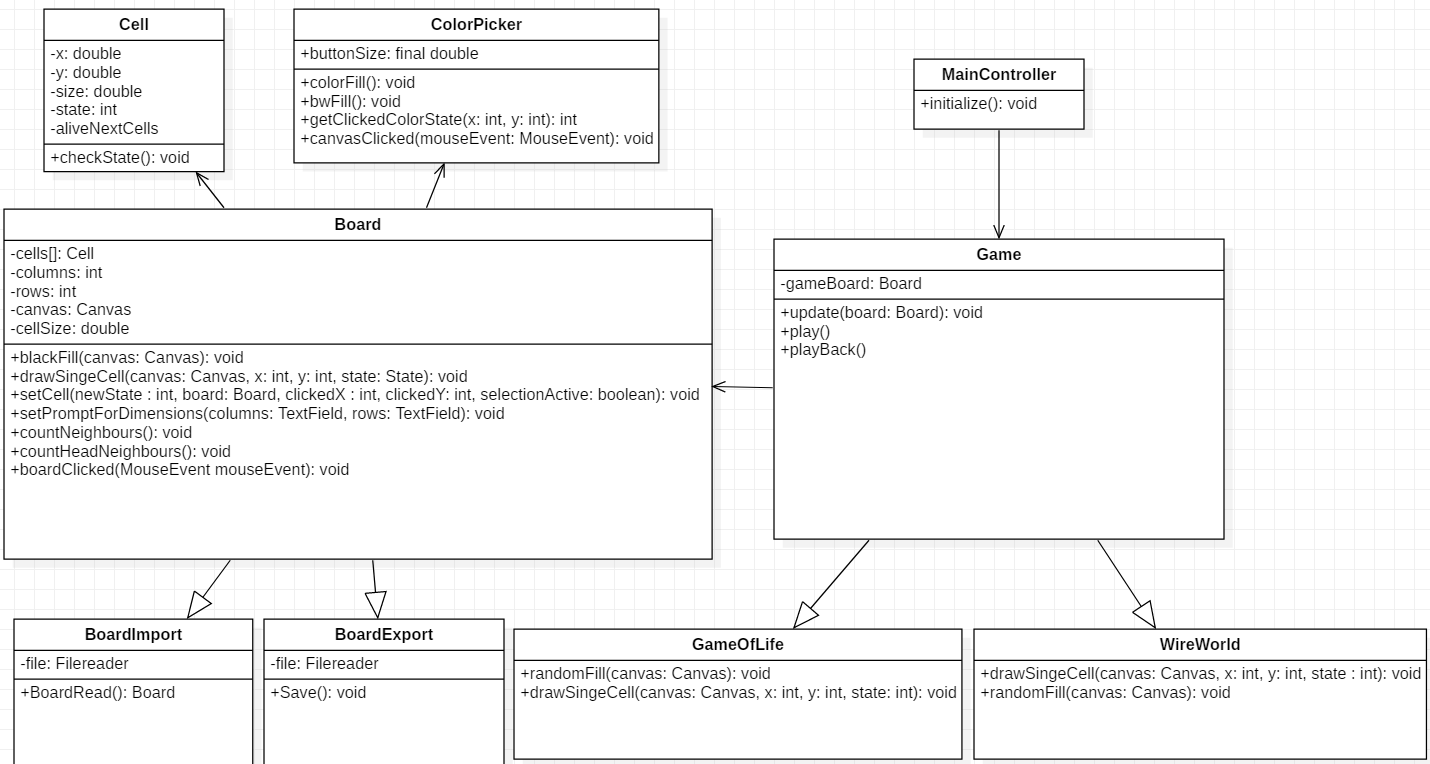 Cell
-x: double
-y: double
-size: double
-state: int
-aliveNextCells
+checkState(): void
ColorPicker
+buttonSize: final double
+colorFill(): void
+bwFill(): void
+getClickedColorState(x: int, y: int): int
+canvasClicked(mouseEvent: MouseEvent): void
MainController
+initialize(): void
Board
-cells[]: Cell
-columns: int
-rows: int
-canvas: Canvas
-cellSize: double
+blackFill(canvas: Canvas): void
+drawSingeCell(canvas: Canvas, x: int, y: int, state: State): void
+setCell(newState : int, board: Board, clickedX : int, clickedY: int, selectionActive: boolean): void
+setPromptForDimensions(columns: TextField, rows: TextField): void
+countNeighbours(): void
+countHeadNeighbours(): void
+boardClicked(MouseEvent mouseEvent): void
Game
-gameBoard: Board
+update(board: Board): void
+play()
+playBack()
BoardImport
-file: Filereader
+BoardRead(): Board
BoardExport
-file: Filereader
+Save(): void
GameOfLife
+randomFill(canvas: Canvas): void
+drawSingeCell(canvas: Canvas, x: int, y: int, state: int): void
WireWorld
+drawSingeCell(canvas: Canvas, x: int, y: int, state : int): void
+randomFill(canvas: Canvas): void